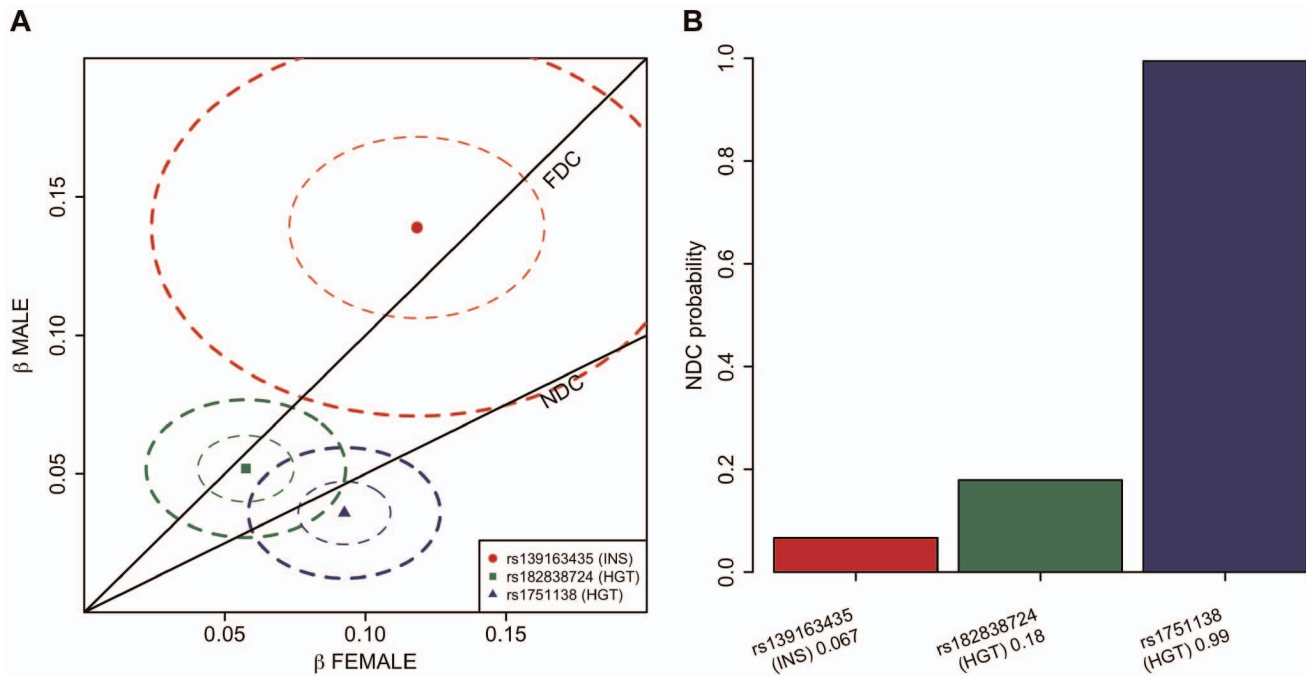 A
β MALE
0.05
0.10
0.15
FDC
NDC
rs139163435 (INS)
rs182838724 (HGT)
rs1751138 (HGT)
0.05 0.10 0.15
β FEMALE
B
NDC probability
1.0
0.8
0.6
0.4
0.2
0.0
rs139163435
(INS) 0.067
rs182838724
(HGT) 0.18
rs1751138
(HGT) 0.99